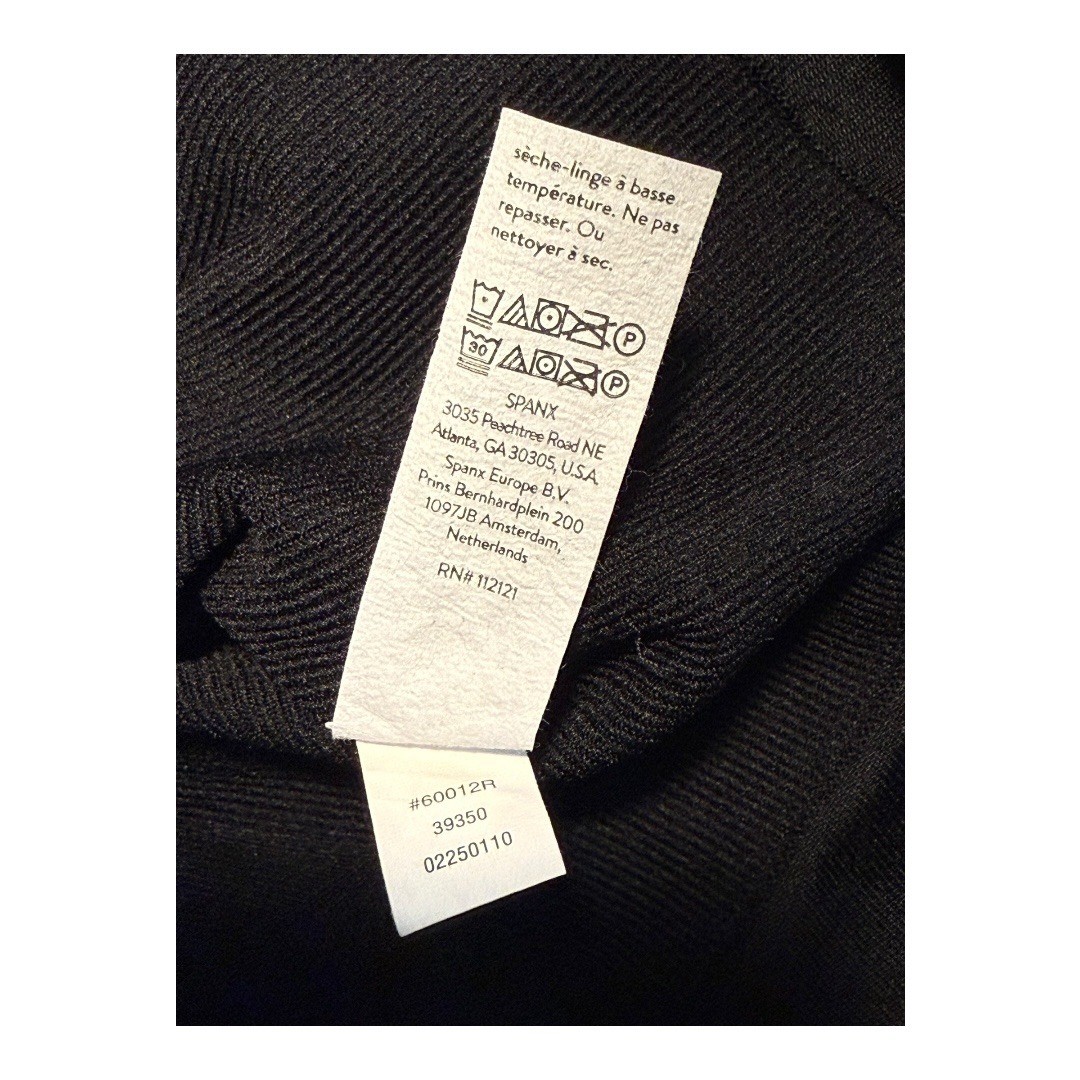 sèche-linge à basse
température. Ne pas
repasser. Ou
nettoyer à sec.
P
30
P
SPANX
3035 Peachtree Road NE
Atlanta, GA 30305, U.S.A.
Spanx Europe B.V.
Prins Bernhardplein 200
1097JB Amsterdam,
Netherlands
RN# 112121
#60012R
39350
02250110